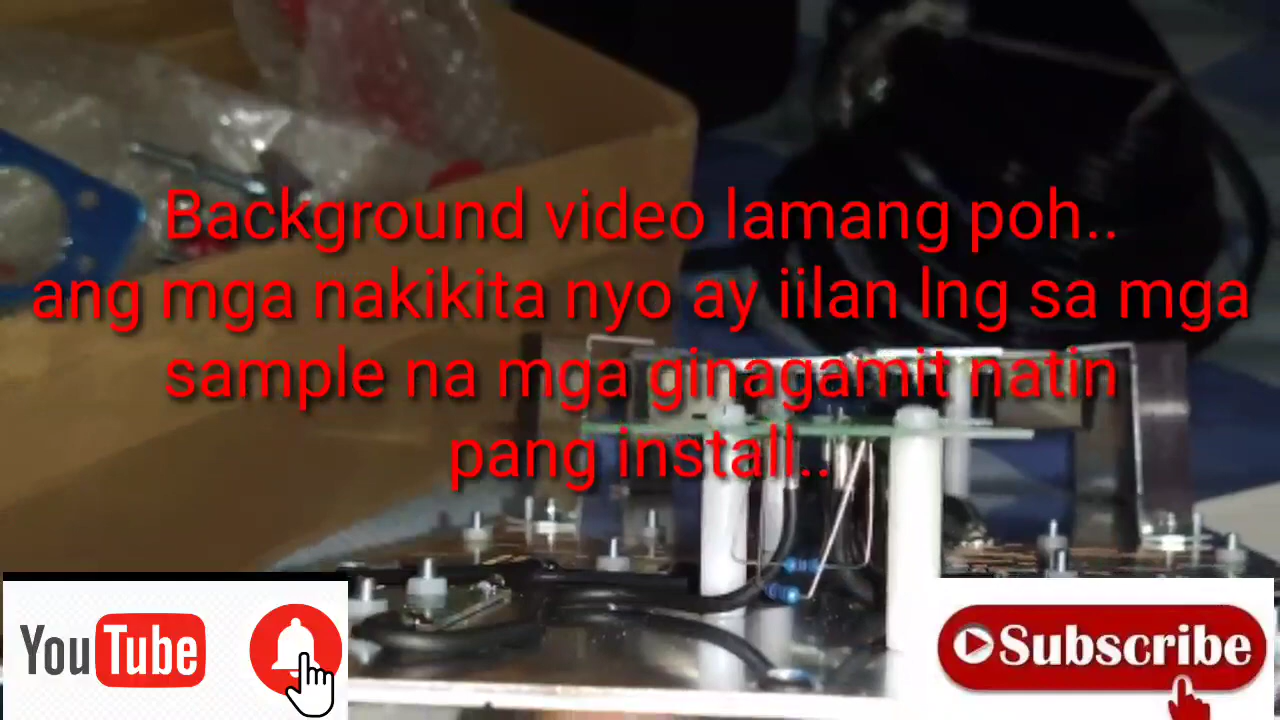 Background video lamang poh..
ang mga nakikita nyo ay iilan lng sa mga
sample na mga ginagamit natin
pang install..
YouTube
Subscribe